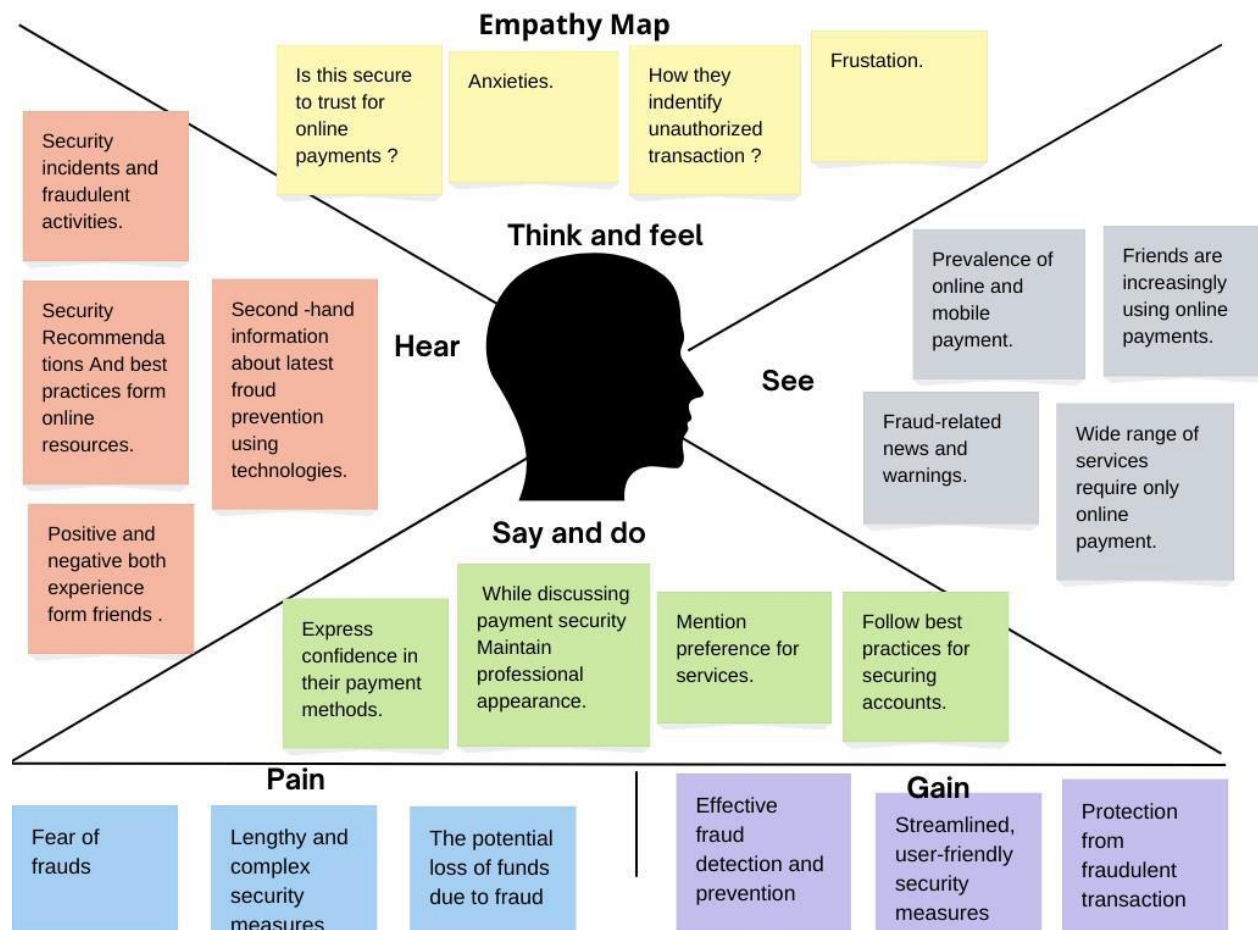 Empathy Map
Is this secure
to trust for
online
payments ?
Anxieties.
How they
indentify
unauthorized
transaction ?
Frustation.
Think and feel
Security
incidents and
fraudulent
activities.
Security
Recommenda
tions And best
practices form
online
resources.
Second -hand
information
about latest
froud
prevention
using
technologies.
Positive and
negative both
experience
form friends .
Hear
See
Prevalence of
online and
mobile
payment.
Friends are
increasingly
using online
payments.
Fraud-related
news and
warnings.
Wide range of
services
require only
online
payment.
Say and do
Express
confidence in
their payment
methods.
While discussing
payment security
Maintain
professional
appearance.
Mention
preference for
services.
Follow best
practices for
securing
accounts.
Pain
Fear of
frauds
Lengthy and
complex
security
measures
The potential
loss of funds
due to fraud
Gain
Effective
fraud
detection and
prevention
Streamlined,
user-friendly
security
measures
Protection
from
fraudulent
transaction